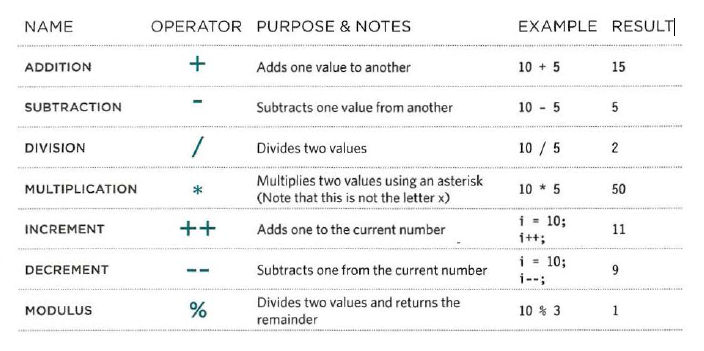 NAME OPERATOR PURPOSE & NOTES EXAMPLE RESULT
ADDITION + Adds one value to another 10 + 5 15
SUBTRACTION - Subtracts one value from another 10 - 5 5
DIVISION / Divides two values 10 / 5 2
MULTIPLICATION * Multiplies two values using an asterisk 10 * 5 50
(Note that this is not the letter x)
INCREMENT ++ Adds one to the current number i = 10; 11
i++;
DECREMENT -- Subtracts one from the current number i = 10; 9
i--;
MODULUS % Divides two values and returns the 10 % 3 1
remainder